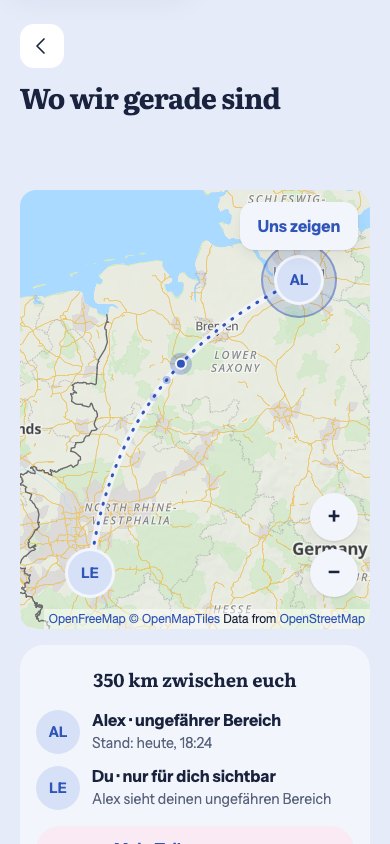 Wo wir gerade sind
SCHLESWIG-
Uns zeigen
AL
Bremen
LOWER
SAXONY
nds
NORTH RHINE-
WESTPHALIA
+
Germany
LE
−
HESSE
OpenFreeMap © OpenMapTiles Data from OpenStreetMap
350 km zwischen euch
AL
Alex · ungefährer Bereich
Stand: heute, 18:24
LE
Du · nur für dich sichtbar
Alex sieht deinen ungefähren Bereich